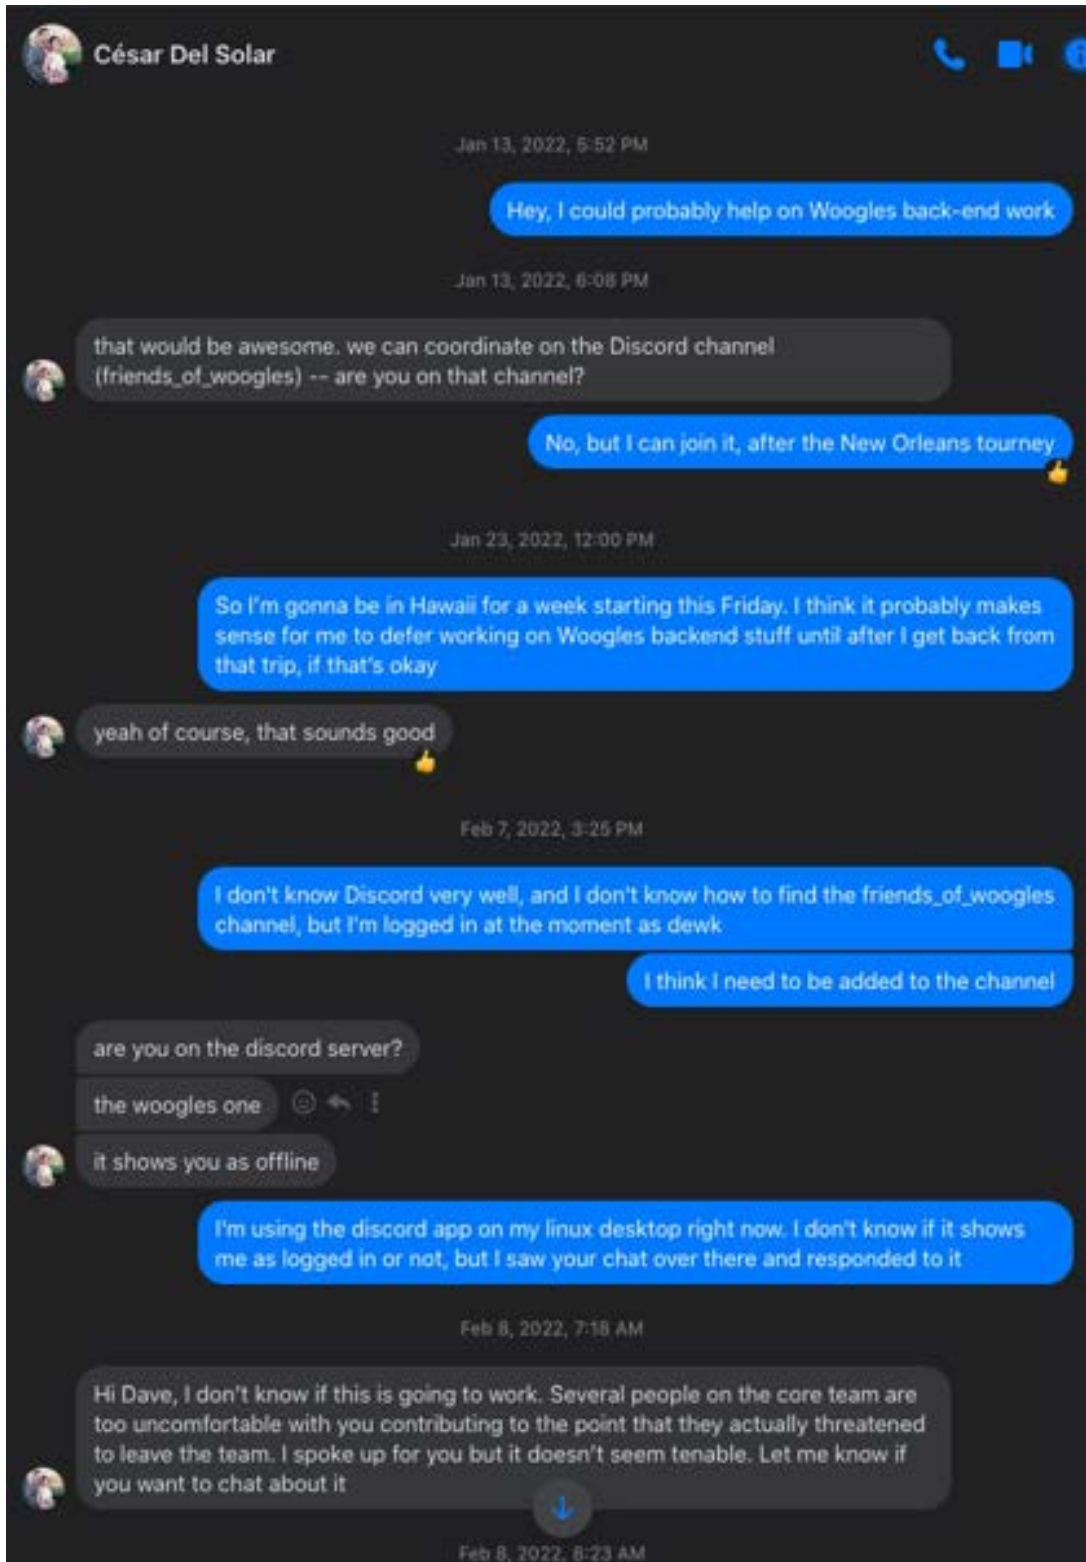 César Del Solar
Jan 13, 2022, 5:52 PM
Hey, I could probably help on Woogles back-end work
Jan 13, 2022, 6:08 PM
that would be awesome. we can coordinate on the Discord channel
(friends_of_woogles) -- are you on that channel?
No, but I can join it, after the New Orleans tourney
Jan 23, 2022, 12:00 PM
So I'm gonna be in Hawaii for a week starting this Friday. I think it probably makes
sense for me to defer working on Woogles backend stuff until after I get back from
that trip, if that's okay
yeah of course, that sounds good
Feb 7, 2022, 3:25 PM
I don't know Discord very well, and I don't know how to find the friends_of_woogles
channel, but I'm logged in at the moment as dewk
I think I need to be added to the channel
are you on the discord server?
the woogles one
it shows you as offline
I'm using the discord app on my linux desktop right now. I don't know if it shows
me as logged in or not, but I saw your chat over there and responded to it
Feb 8, 2022, 7:18 AM
Hi Dave, I don't know if this is going to work. Several people on the core team are
too uncomfortable with you contributing to the point that they actually threatened
to leave the team. I spoke up for you but it doesn't seem tenable. Let me know if
you want to chat about it
Feb 8, 2022, 8:23 AM